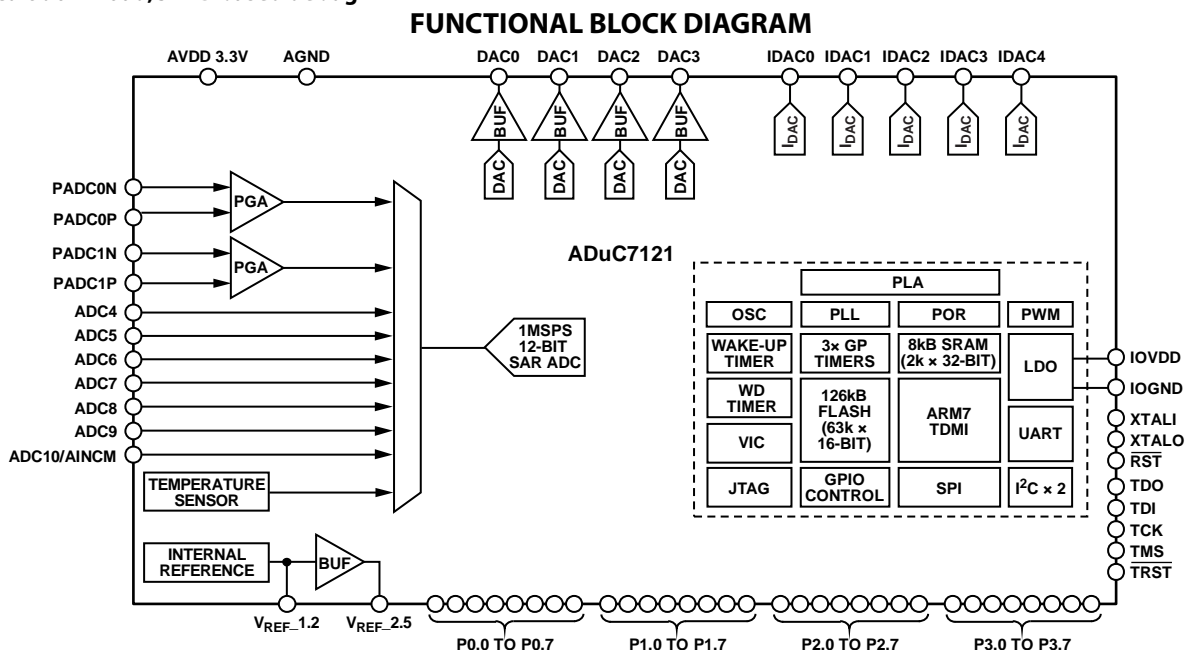 FUNCTIONAL BLOCK DIAGRAM
AVDD 3.3V AGND DAC0 DAC1 DAC2 DAC3 IDAC0 IDAC1 IDAC2 IDAC3 IDAC4
BUF BUF BUF BUF
DAC DAC DAC DAC
IDAC IDAC IDAC IDAC IDAC
PADC0N
PADC0P
PGA
PADC1N
PADC1P
PGA
ADC4
ADC5
ADC6
ADC7
ADC8
ADC9
ADC10/AINCM
TEMPERATURE
SENSOR
INTERNAL
REFERENCE
BUF
1MSPS
12-BIT
SAR ADC
ADuC7121
PLA
OSC PLL POR PWM
WAKE-UP
TIMER
3× GP
TIMERS
8kB SRAM
(2k × 32-BIT)
LDO
WD
TIMER
126kB
FLASH
(63k ×
16-BIT)
ARM7
TDMI
UART
VIC
JTAG
GPIO
CONTROL
SPI
I²C × 2
IOVDD
IOGND
XTALI
XTALO
RST
TDO
TDI
TCK
TMS
TRST
VREF_1.2 VREF_2.5
P0.0 TO P0.7 P1.0 TO P1.7 P2.0 TO P2.7 P3.0 TO P3.7